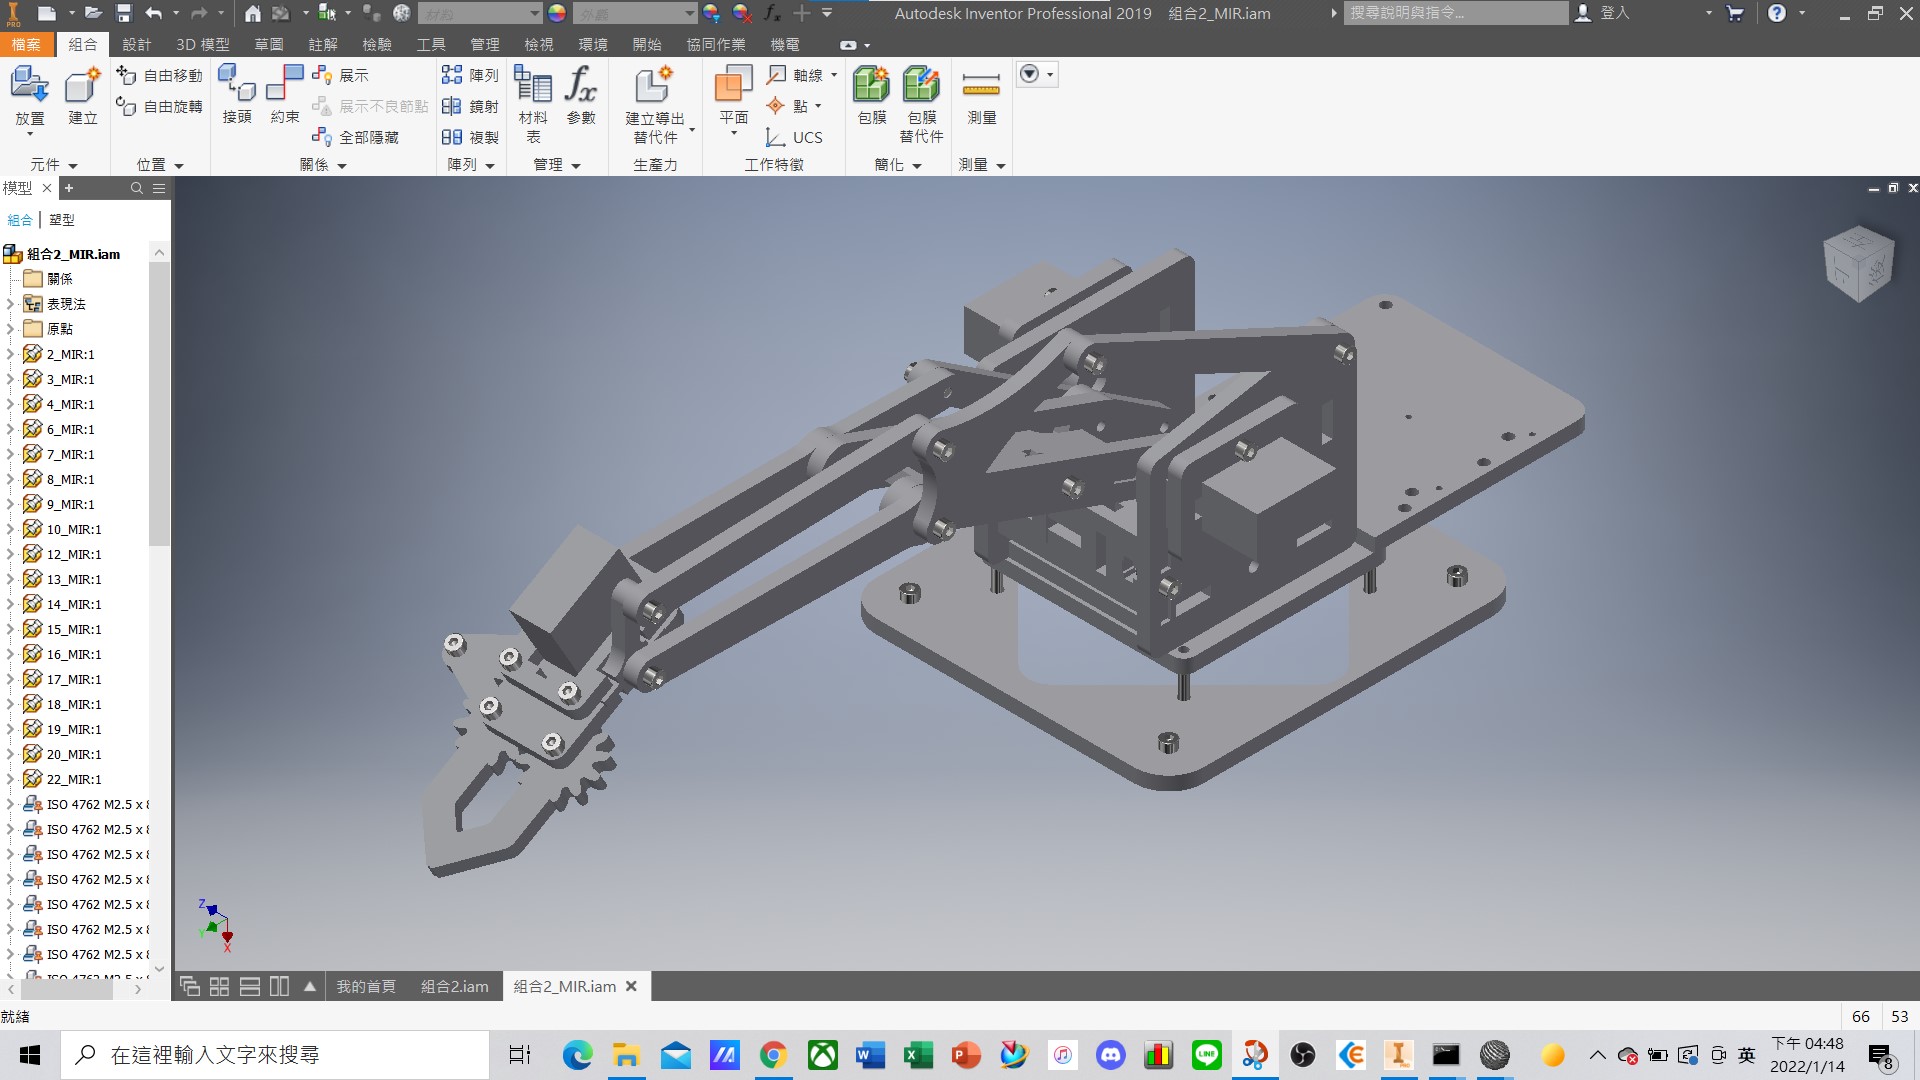 材料
外觀
Autodesk Inventor Professional 2019 組合2_MIR.iam
搜尋說明與指令...
登入
PRO
檔案 組合 設計 3D 模型 草圖 註解 檢驗 工具 管理 檢視 環境 開始 協同作業 機電
放置
建立
自由移動
自由旋轉
接頭
約束
展示
展示不良節點
全部隱藏
陣列
鏡射
複製
材料
表
參數
建立導出
替代件
平面
軸線
點
UCS
包膜
包膜
替代件
測量
元件 位置 關係 陣列 管理 生產力 工作特徵 簡化 測量
模型
組合 塑型
組合2_MIR.iam
關係
表現法
原點
2_MIR:1
3_MIR:1
4_MIR:1
6_MIR:1
7_MIR:1
8_MIR:1
9_MIR:1
10_MIR:1
12_MIR:1
13_MIR:1
14_MIR:1
15_MIR:1
16_MIR:1
17_MIR:1
18_MIR:1
19_MIR:1
20_MIR:1
22_MIR:1
ISO 4762 M2.5 x 8
ISO 4762 M2.5 x 8
ISO 4762 M2.5 x 8
ISO 4762 M2.5 x 8
ISO 4762 M2.5 x 8
ISO 4762 M2.5 x 8
ISO 4762 M2.5 x 8
ISO 4762 M2.5 x 8
Z
Y
X
我的首頁 組合2.iam 組合2_MIR.iam
就緒
66 53
在這裡輸入文字來搜尋
LINE
英
下午 04:48
2022/1/14
8